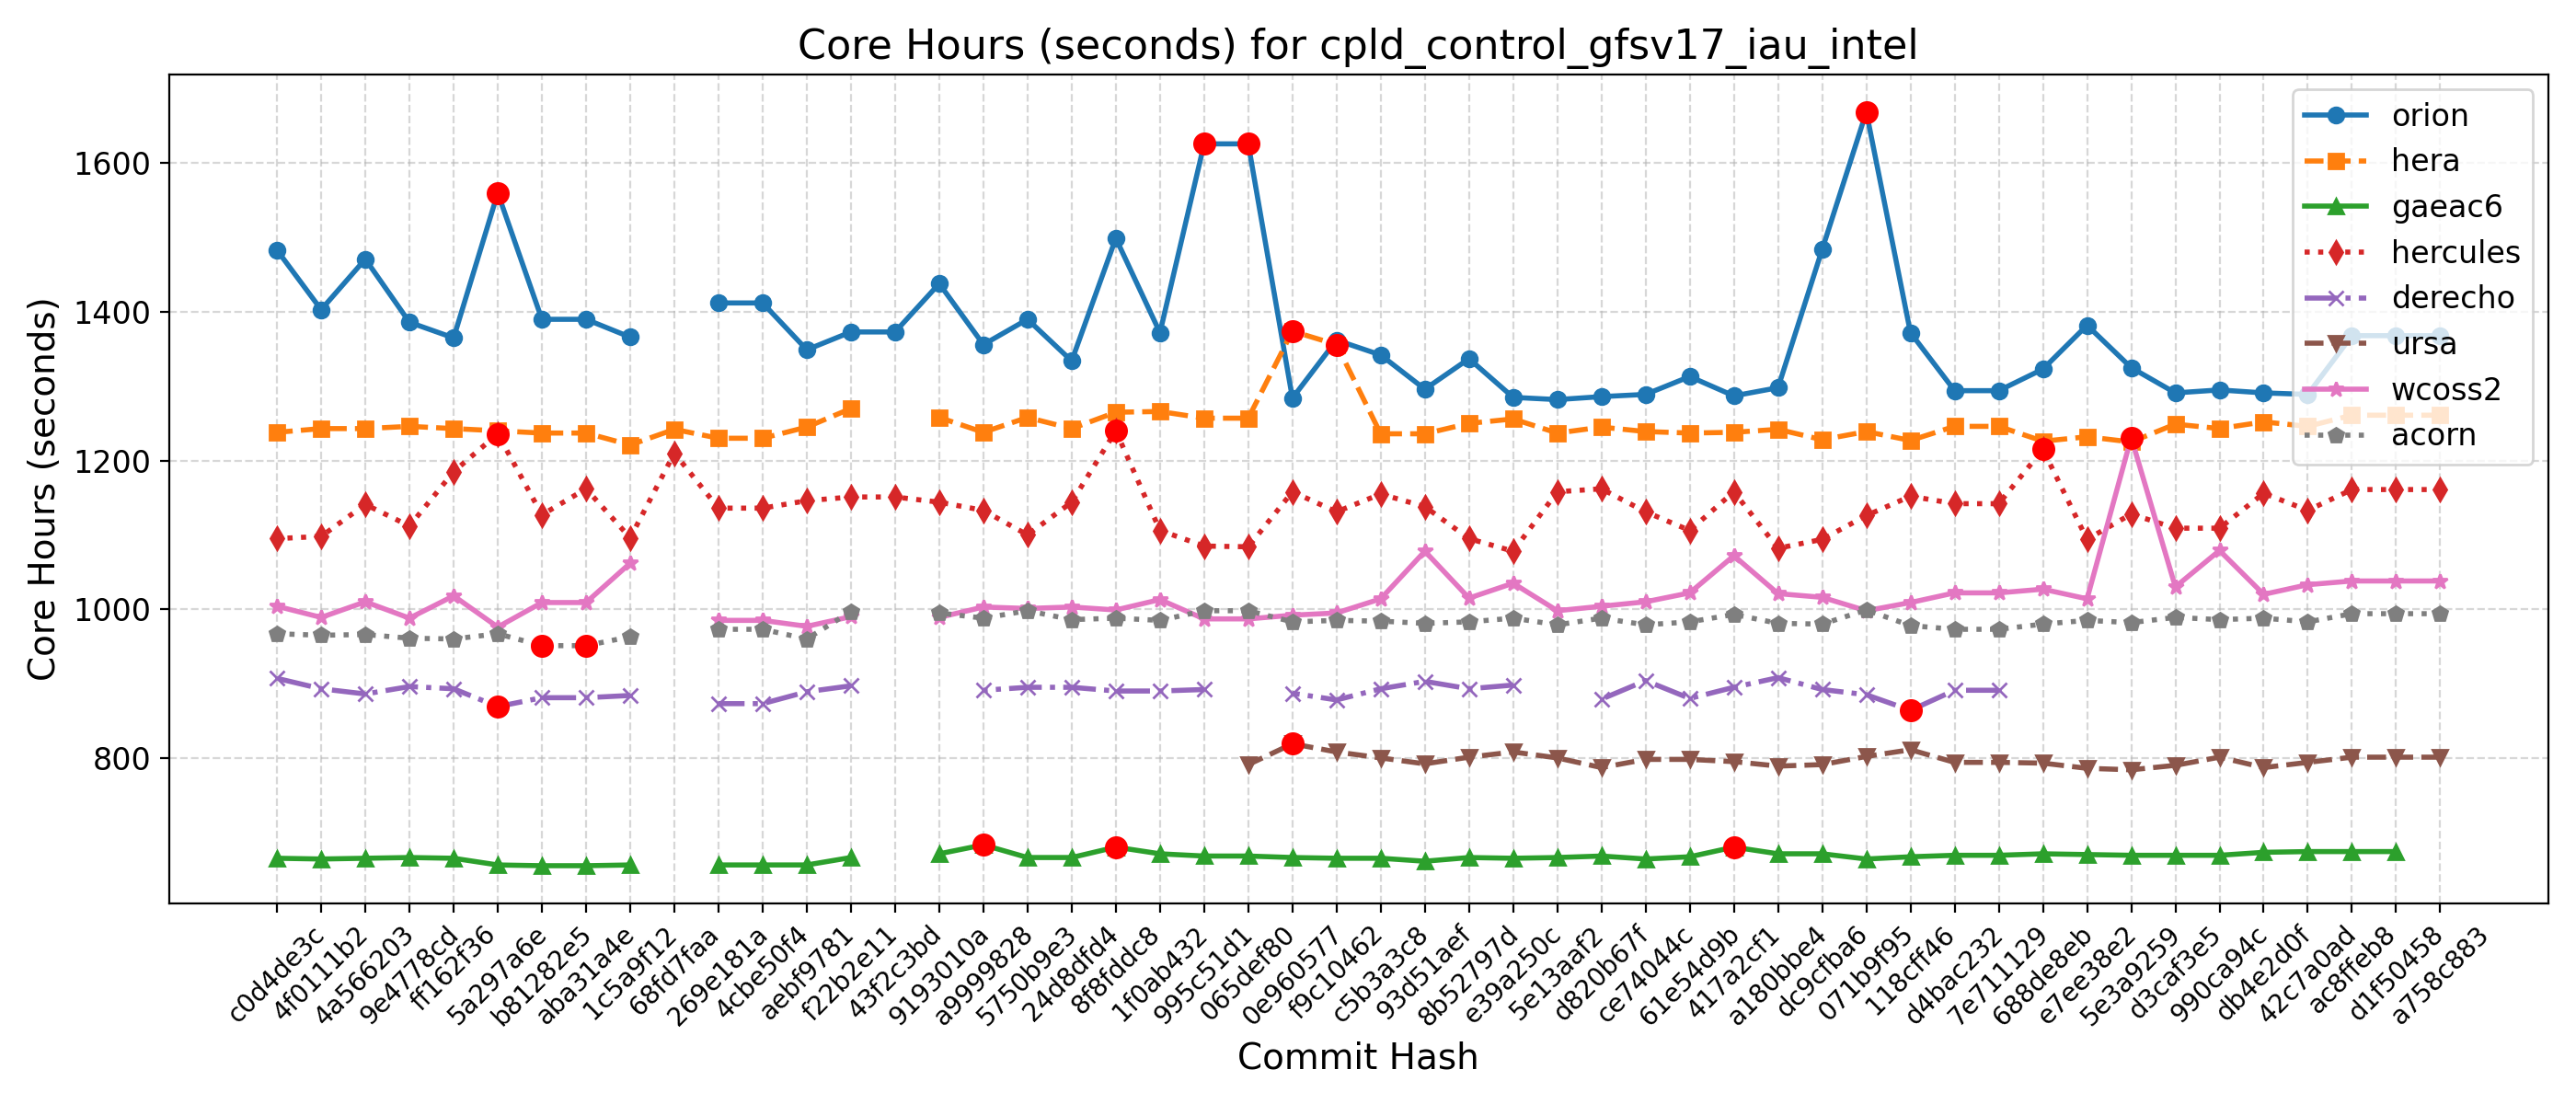 Core Hours (seconds) for cpld_control_gfsv17_iau_intel
Core Hours (seconds)
1600
1400
1200
1000
800
orion
hera
gaeac6
hercules
derecho
ursa
wcoss2
acorn
c0d4de3c
4f0111b2
4a566203
9e4778cd
ff162f36
5a297a6e
b81282e5
aba31a4e
1c5a9f12
68fd7faa
269e181a
4cbe50f4
aebf9781
f22b2e11
43f2c3bd
9193010a
a9999828
5750b9e3
24d8dfd4
8f8fddc8
1f0ab432
995c51d1
065def80
0e960577
f9c10462
c5b3a3c8
93d51aef
8b52797d
e39a250c
5e13aaf2
d820b67f
ce74044c
61e54d9b
417a2cf1
a180bbe4
dc9cfba6
071b9f95
118cff46
d4bac232
7e711129
688de8eb
e7ee38e2
5e3a9259
d3caf3e5
990ca94c
db4e2d0f
42c7a0ad
ac8ffeb8
d1f50458
a758c883
Commit Hash